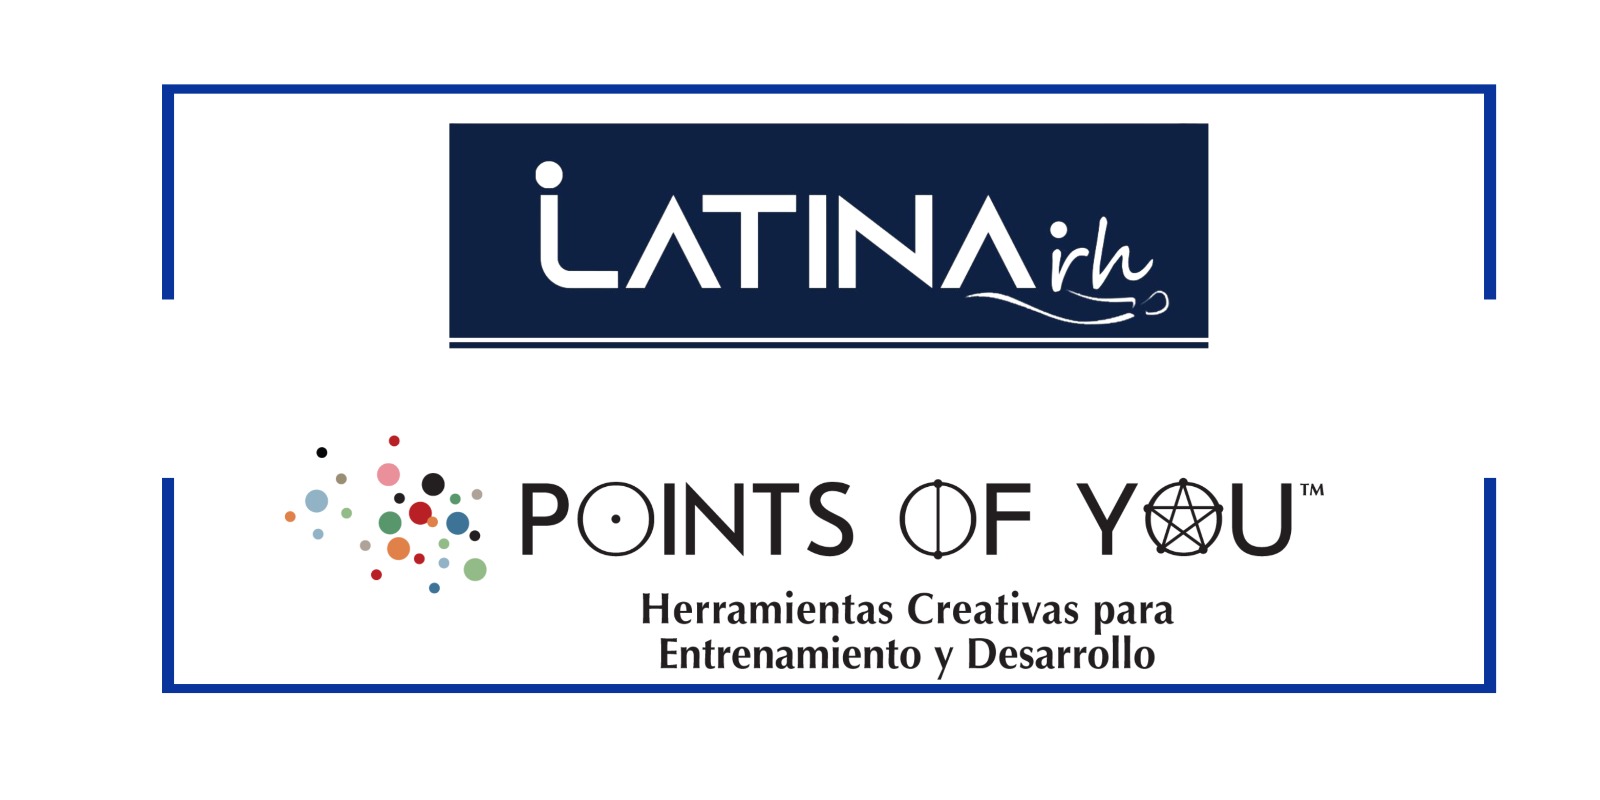 LATINA rh
POINTS OF YOU™
Herramientas Creativas para
Entrenamiento y Desarrollo